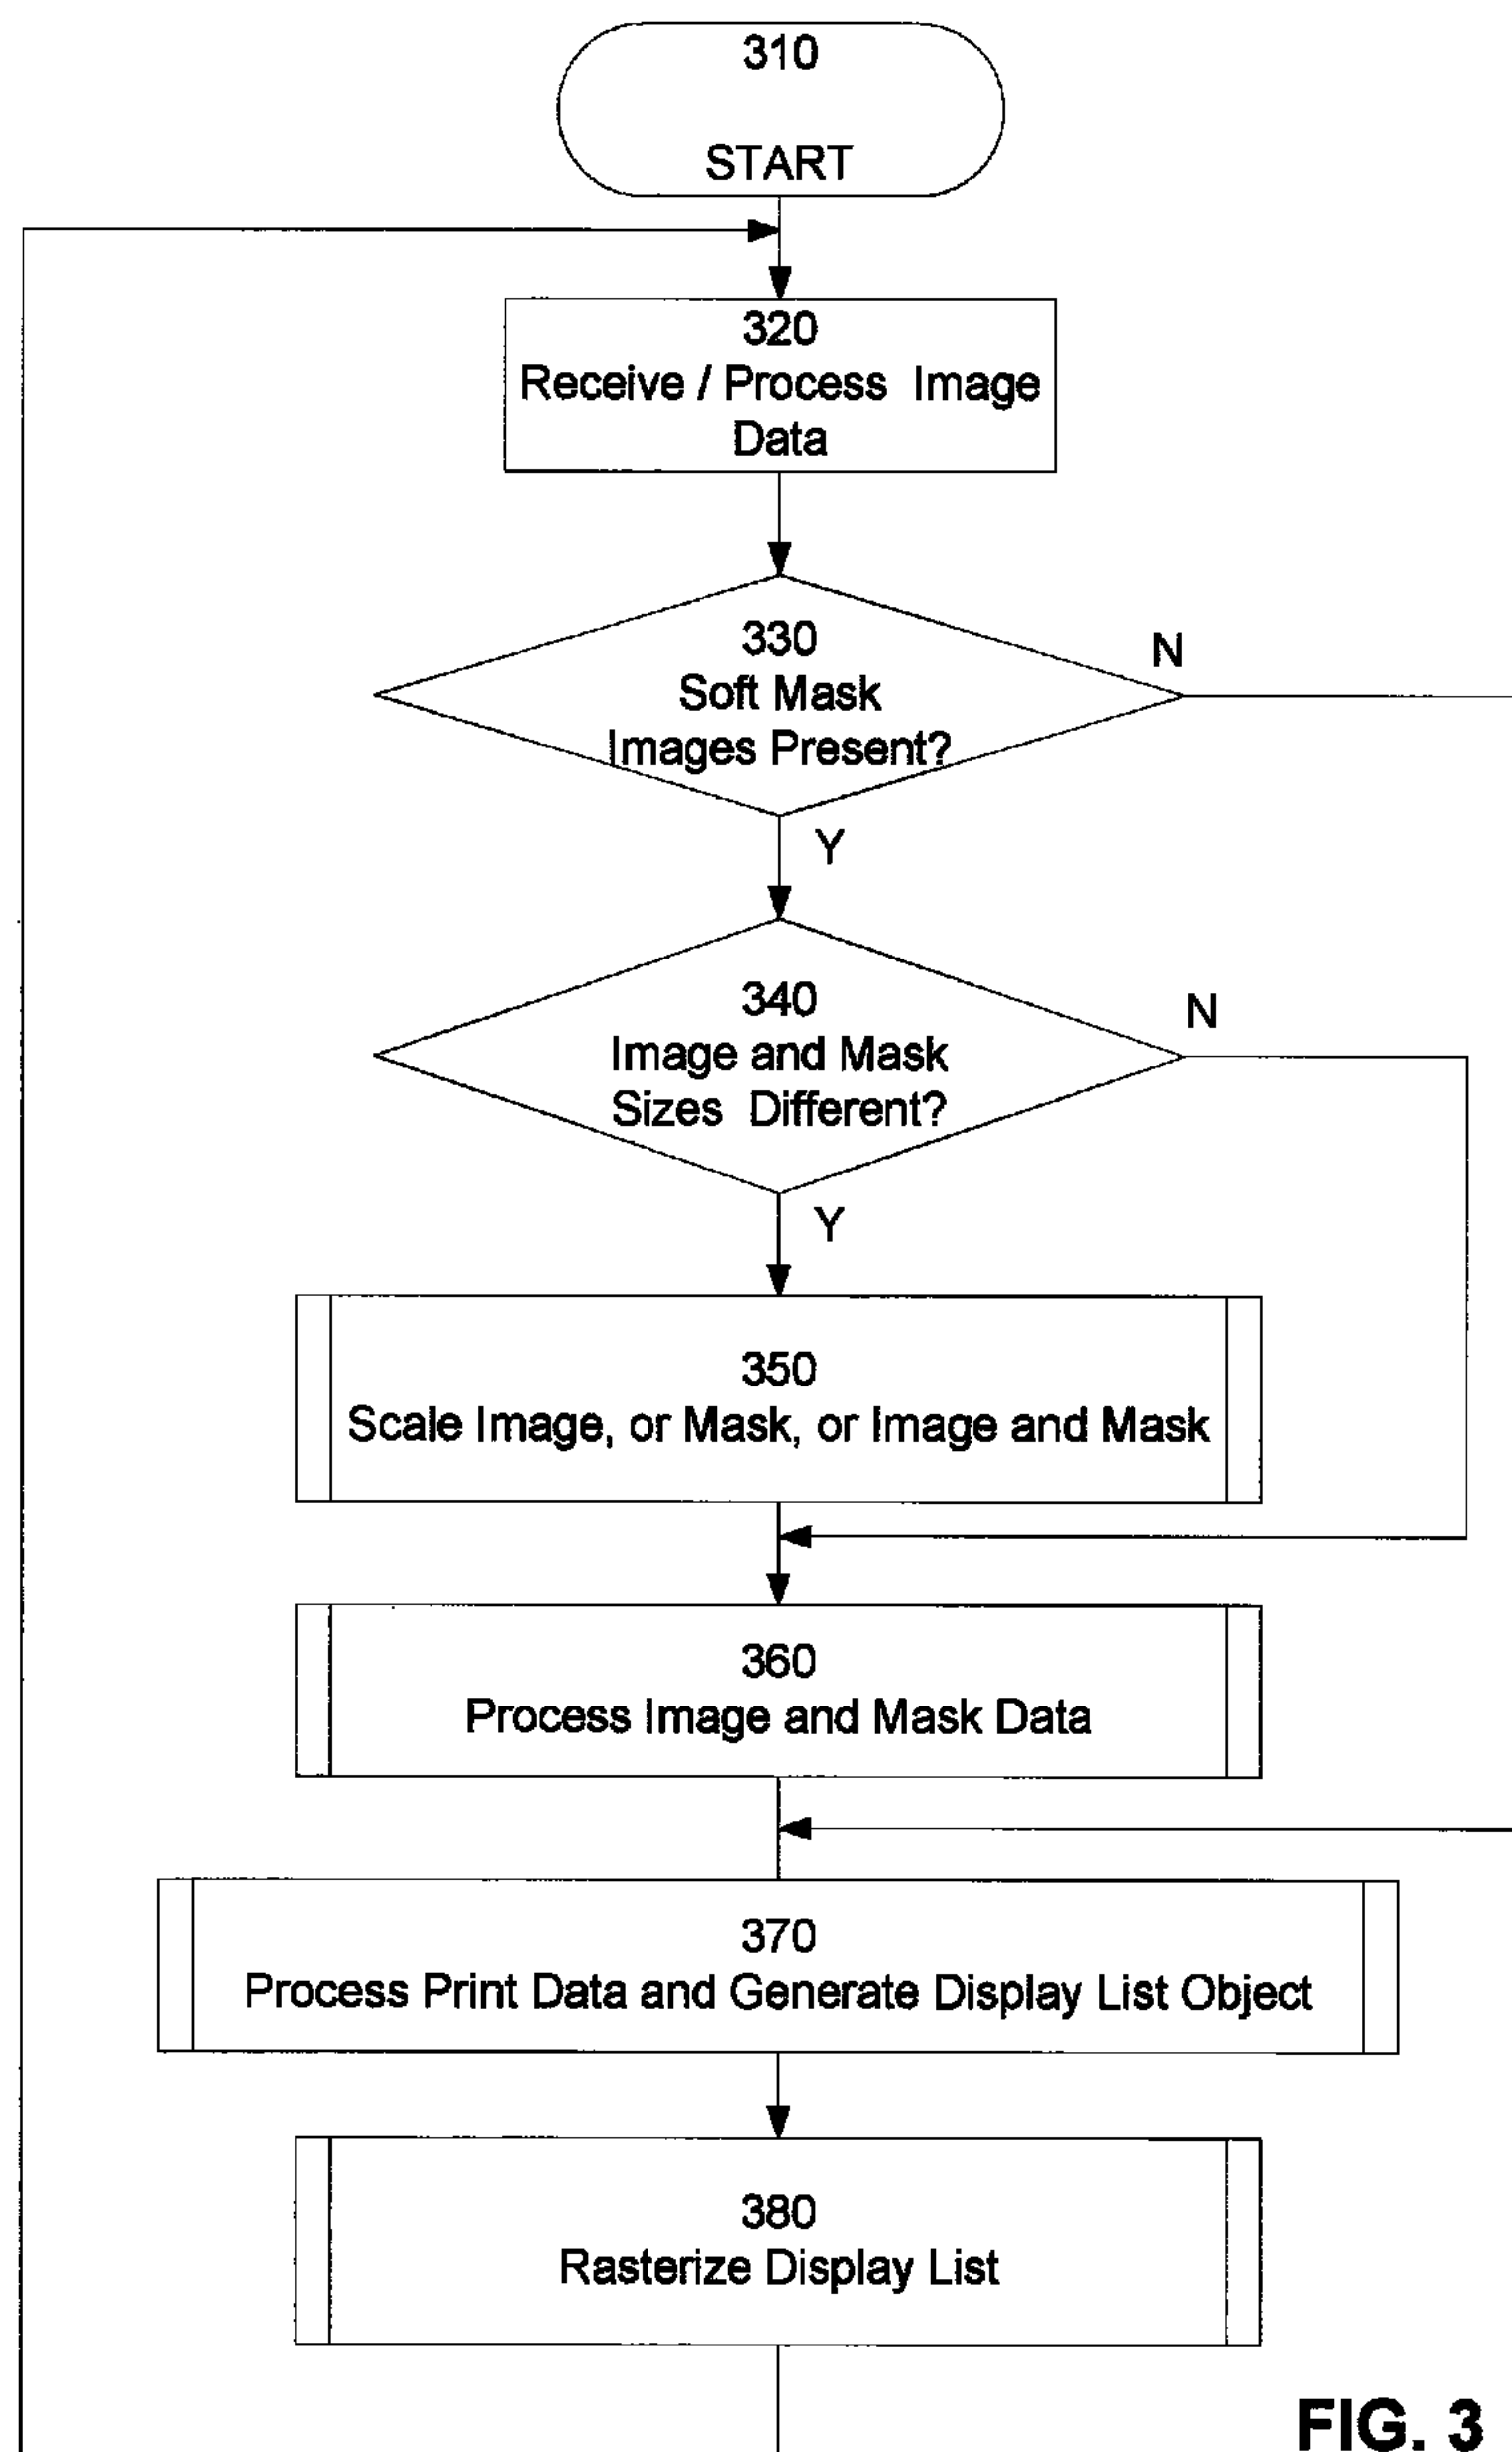 310
START
320
Receive / Process Image
Data
330
Soft Mask
Images Present?
N
Y
340
Image and Mask
Sizes Different?
N
Y
350
Scale Image, or Mask, or Image and Mask
360
Process Image and Mask Data
370
Process Print Data and Generate Display List Object
380
Rasterize Display List
FIG. 3